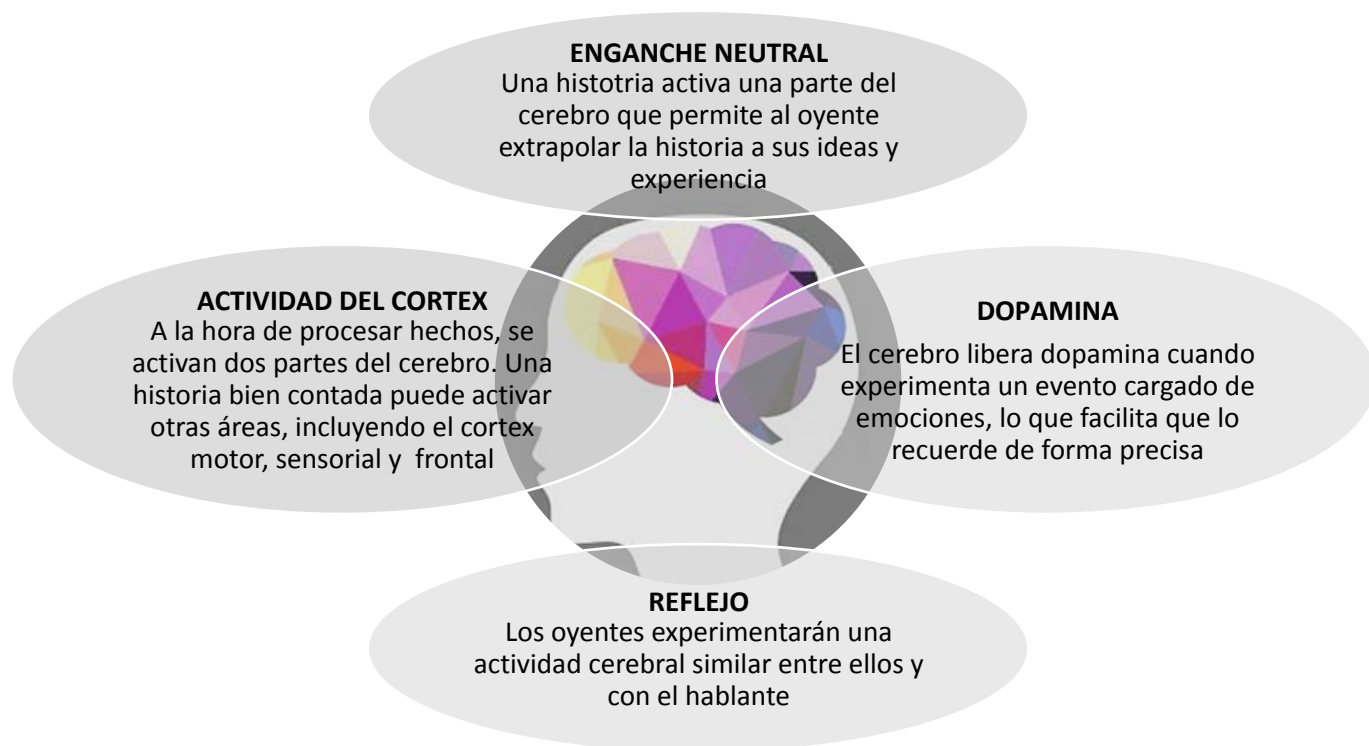 ENGANCHE NEUTRAL
Una histotria activa una parte del
cerebro que permite al oyente
extrapolar la historia a sus ideas y
experiencia
ACTIVIDAD DEL CORTEX
A la hora de procesar hechos, se
activan dos partes del cerebro. Una
historia bien contada puede activar
otras áreas, incluyendo el cortex
motor, sensorial y frontal
DOPAMINA
El cerebro libera dopamina cuando
experimenta un evento cargado de
emociones, lo que facilita que lo
recuerde de forma precisa
REFLEJO
Los oyentes experimentarán una
actividad cerebral similar entre ellos y
con el hablante